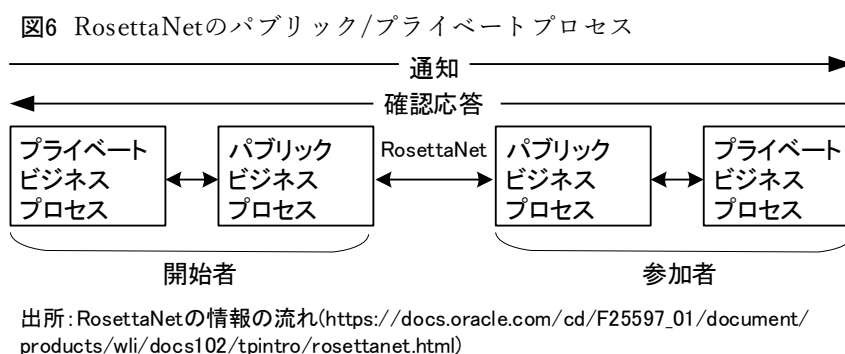 図6 RosettaNetのパブリック/プライベートプロセス
通知
確認応答
プライベート
ビジネス
プロセス
パブリック
ビジネス
プロセス
RosettaNet
パブリック
ビジネス
プロセス
プライベート
ビジネス
プロセス
開始者
参加者
出所:RosettaNetの情報の流れ(https://docs.oracle.com/cd/F25597_01/document/
products/wli/docs102/tpintro/rosettanet.html)